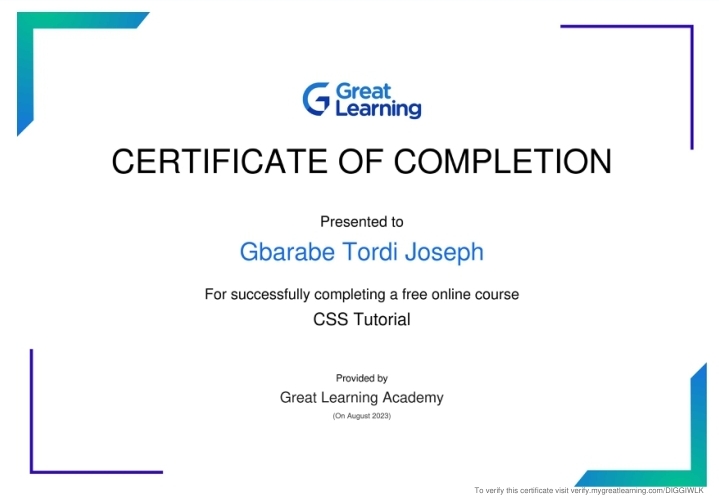 Great
Learning
CERTIFICATE OF COMPLETION
Presented to
Gbarabe Tordi Joseph
For successfully completing a free online course
CSS Tutorial
Provided by
Great Learning Academy
(On August 2023)
To verify this certificate visit verify.mygreatlearning.com/DIGGIWLK